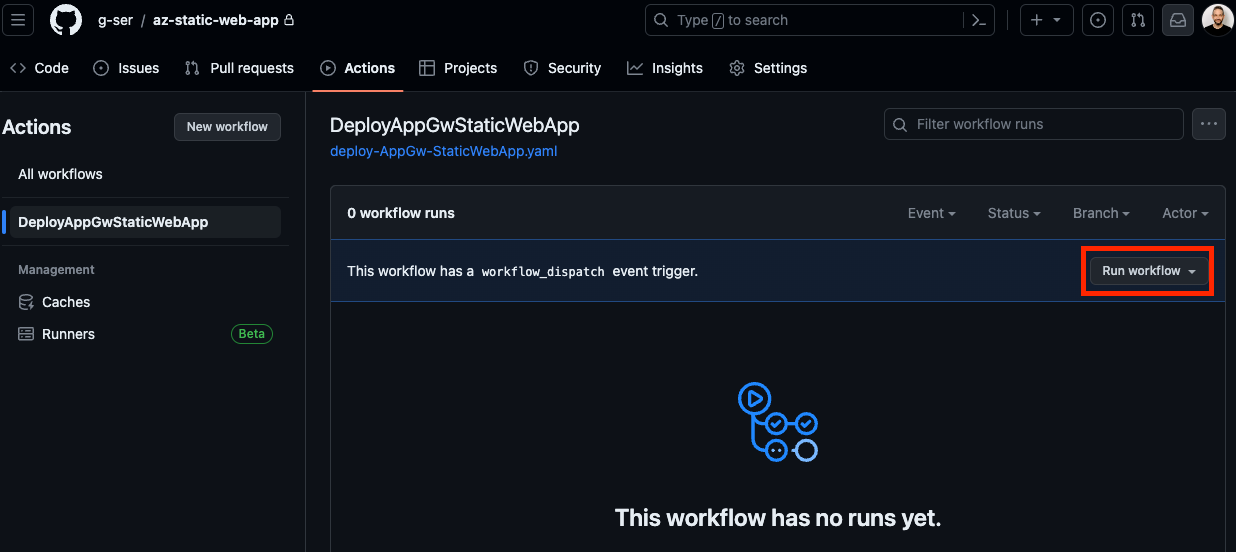 g-ser / az-static-web-app
Type / to search
Code Issues Pull requests Actions Projects Security Insights Settings
Actions
New workflow
All workflows
DeployAppGwStaticWebApp
Management
Caches
Runners Beta
DeployAppGwStaticWebApp
deploy-AppGw-StaticWebApp.yaml
Filter workflow runs
0 workflow runs
Event Status Branch Actor
This workflow has a workflow_dispatch event trigger.
Run workflow
This workflow has no runs yet.